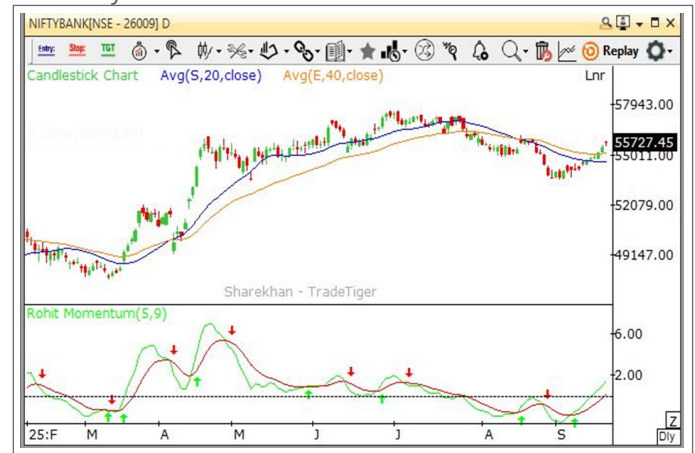 NIFTYBANK[NSE - 26009] D
Entry: Stop: TGT Replay
Candlestick Chart Avg(S,20,close) Avg(E,40,close) Lnr
57943.00
55727.45
55011.00
52079.00
49147.00
Sharekhan - TradeTiger
Rohit Momentum(5,9)
6.00
2.00
Z
25:F M A M J J A S Dly